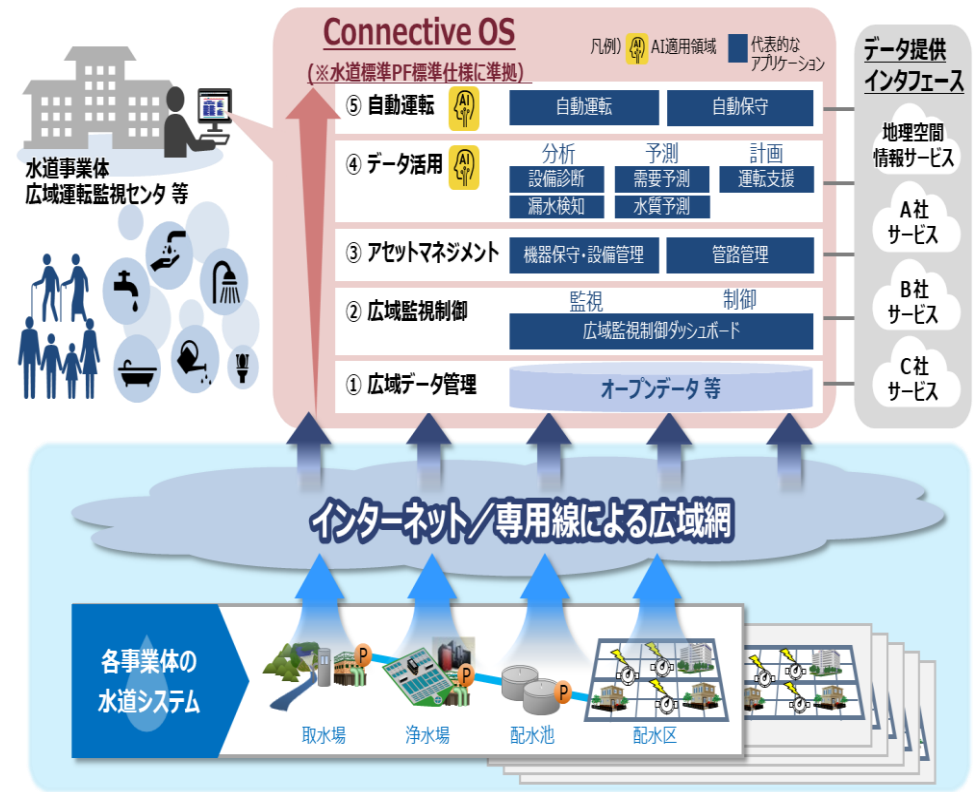 Connective OS
(※水道標準PF標準仕様に準拠)
凡例) AI AI適用領域
代表的な
アプリケーション
データ提供
インタフェース
水道事業体
広域運転監視センタ 等
⑤ 自動運転 AI
自動運転
自動保守
④ データ活用 AI
分析
予測
計画
設備診断
需要予測
運転支援
漏水検知
水質予測
③ アセットマネジメント
機器保守・設備管理
管路管理
② 広域監視制御
監視
制御
広域監視制御ダッシュボード
① 広域データ管理
オープンデータ 等
地理空間
情報サービス
A社
サービス
B社
サービス
C社
サービス
インターネット/専用線による広域網
各事業体の
水道システム
P
P
P
取水場
浄水場
配水池
配水区